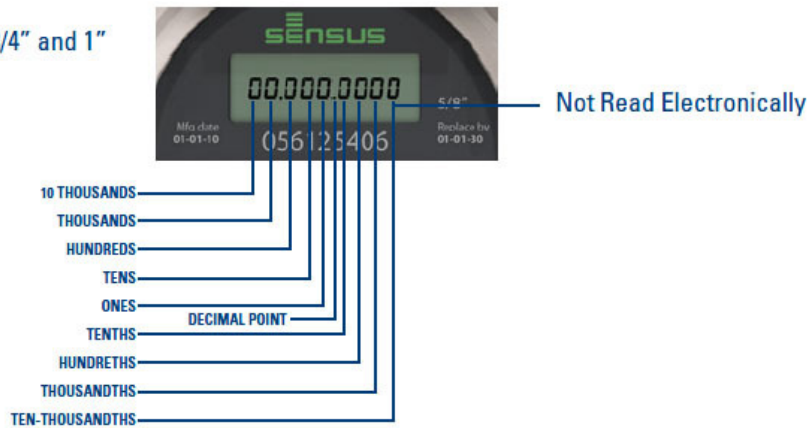 /4" and 1"
sensus
00.000.0000
5/8"
Not Read Electronically
Mfg date
01-01-10
056125406
Replace by
01-01-30
10 THOUSANDS
THOUSANDS
HUNDREDS
TENS
ONES
DECIMAL POINT
TENTHS
HUNDRETHS
THOUSANDTHS
TEN-THOUSANDTHS